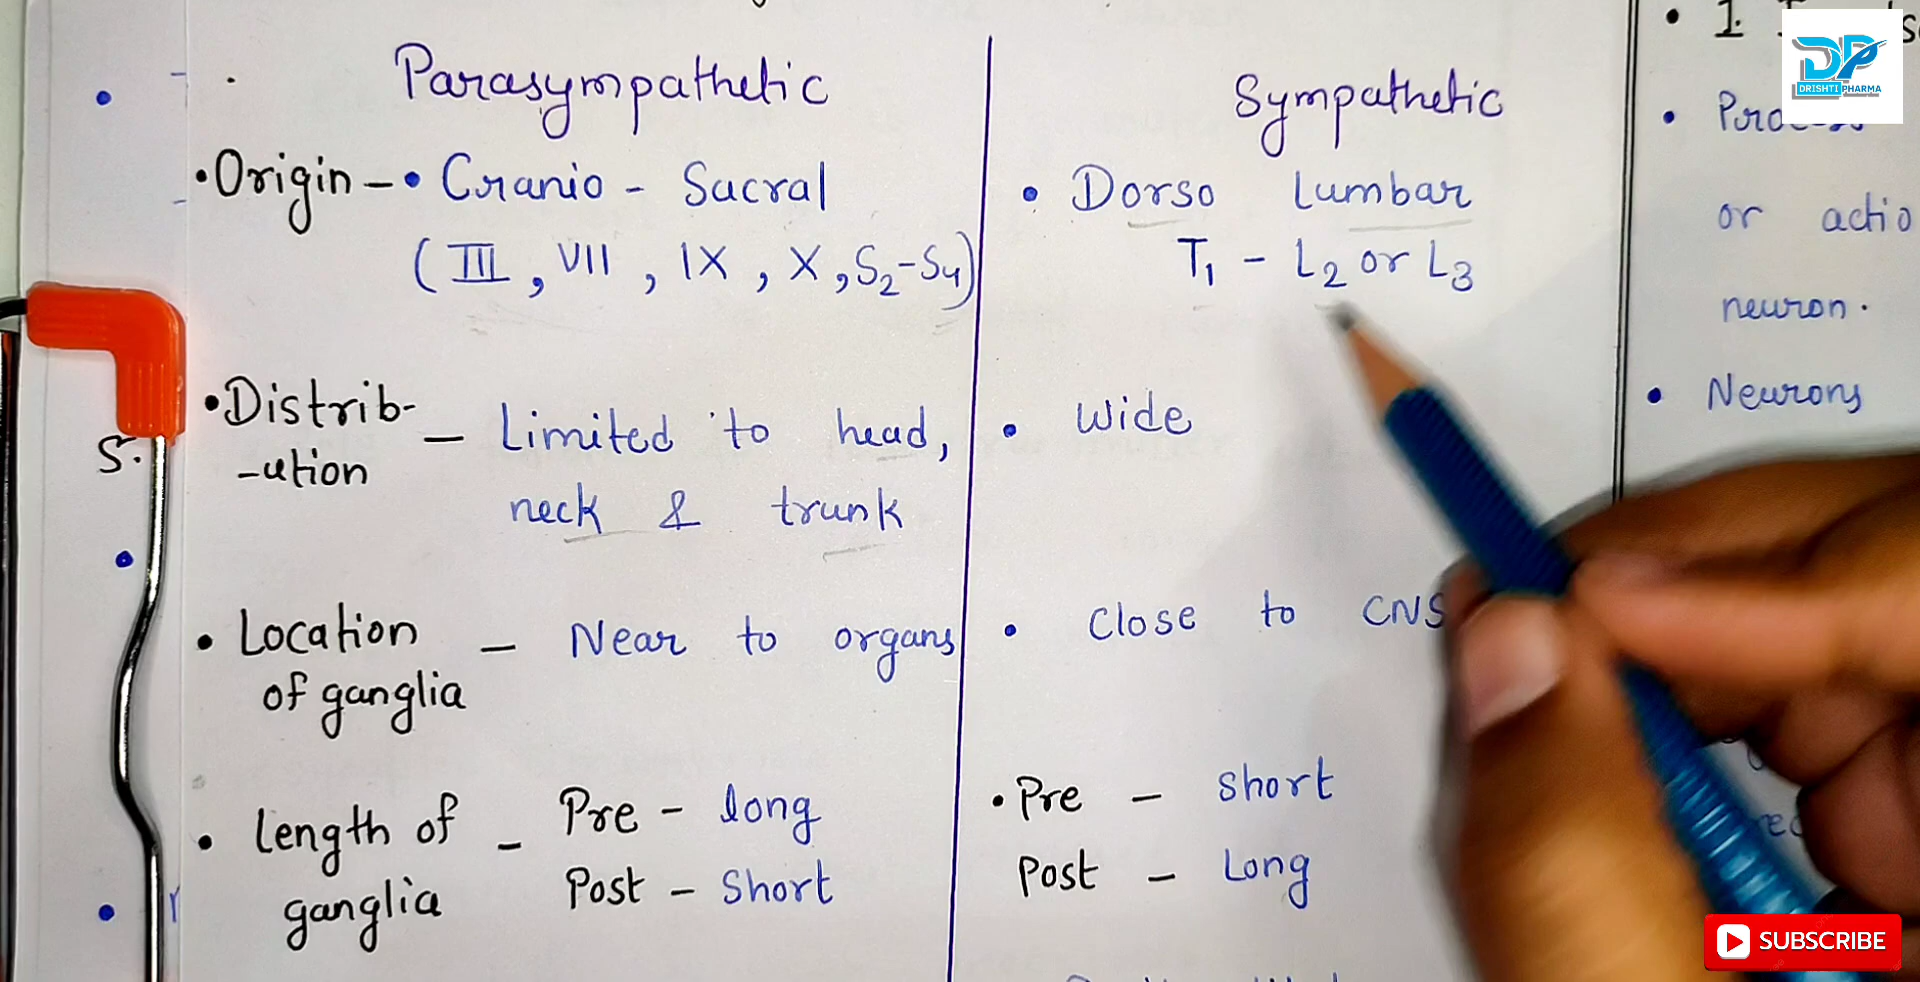 Parasympathetic
Sympathetic
• Origin – • Cranio - Sacral
(III, VII, IX, X, S2-S4)
• Dorso Lumbar
T1 - L2 or L3
• Distrib-
-ution
– Limited to head,
neck & trunk
• Wide
• Location
of ganglia
– Near to organs
• Close to CNS
• Length of
ganglia
– Pre - long
Post - Short
• Pre – short
Post – Long
5.
• 1.
•
or actio
neuron.
• Neurons
DP
DRISHTI PHARMA
SUBSCRIBE